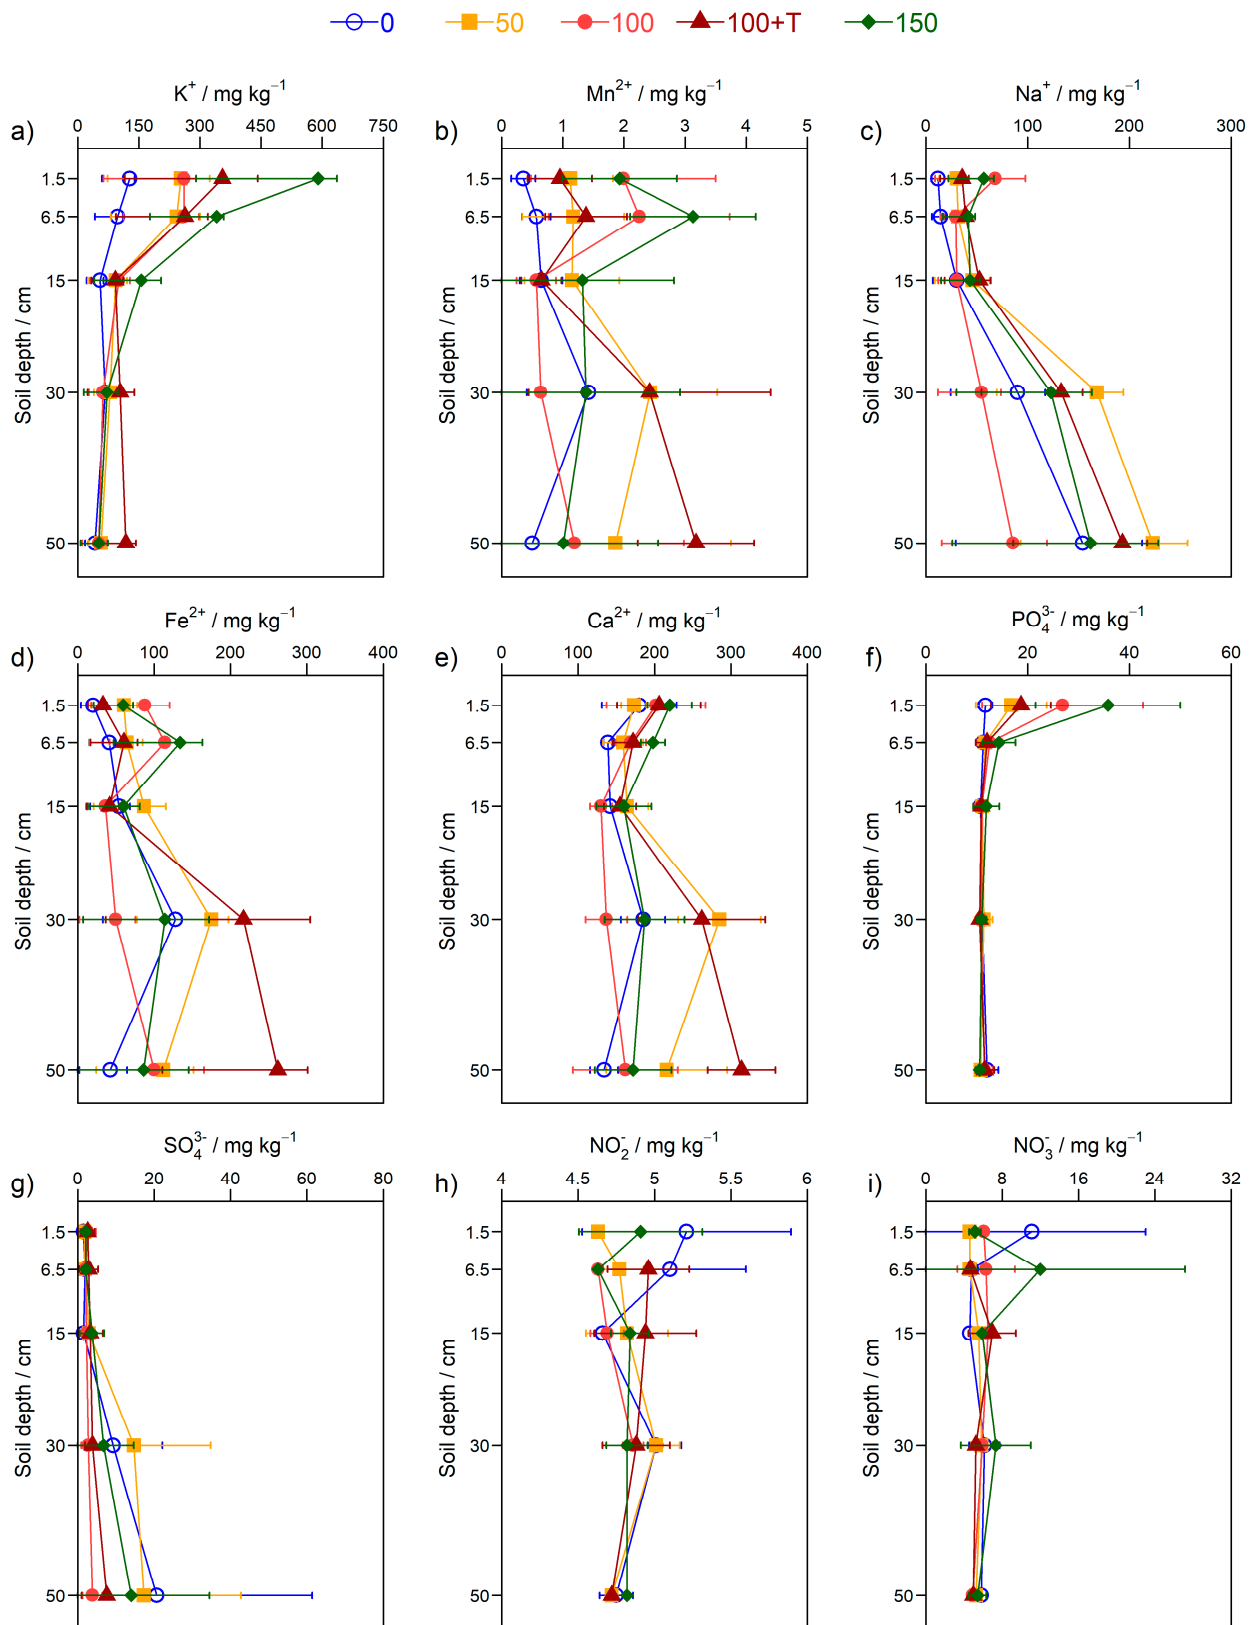 0 50 100 100+T 150
K⁺ / mg kg⁻¹ Mn²⁺ / mg kg⁻¹ Na⁺ / mg kg⁻¹
a) 0 150 300 450 600 750 b) 0 1 2 3 4 5 c) 0 100 200 300
1.5 1.5 1.5
6.5 6.5 6.5
15 15 15
30 30 30
50 50 50
Soil depth / cm Soil depth / cm Soil depth / cm
Fe²⁺ / mg kg⁻¹ Ca²⁺ / mg kg⁻¹ PO₄³⁻ / mg kg⁻¹
d) 0 100 200 300 400 e) 0 100 200 300 400 f) 0 20 40 60
1.5 1.5 1.5
6.5 6.5 6.5
15 15 15
30 30 30
50 50 50
Soil depth / cm Soil depth / cm Soil depth / cm
SO₄³⁻ / mg kg⁻¹ NO₂⁻ / mg kg⁻¹ NO₃⁻ / mg kg⁻¹
g) 0 20 40 60 80 h) 4 4.5 5 5.5 6 i) 0 8 16 24 32
1.5 1.5 1.5
6.5 6.5 6.5
15 15 15
30 30 30
50 50 50
Soil depth / cm Soil depth / cm Soil depth / cm